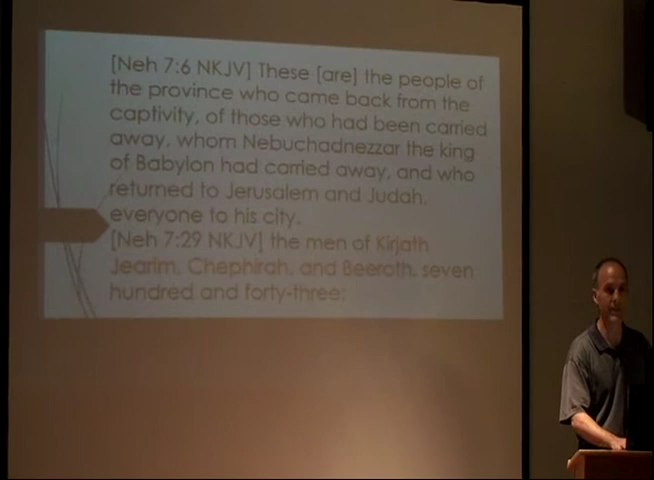 [Neh 7:6 NKJV] These [are] the people of
the province who came back from the
captivity, of those who had been carried
away, whom Nebuchadnezzar the king
of Babylon had carried away, and who
returned to Jerusalem and Judah,
everyone to his city.
[Neh 7:29 NKJV] the men of Kirjath
Jearim, Chephirah, and Beeroth, seven
hundred and forty-three;